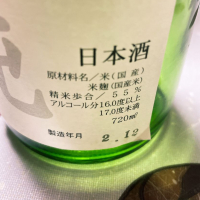 日本酒
原材料名／米(国産)
米麹(国産米)
精米歩合／55%
アルコール分16.0度以上
17.0度未満
720ml
製造年月
2.12